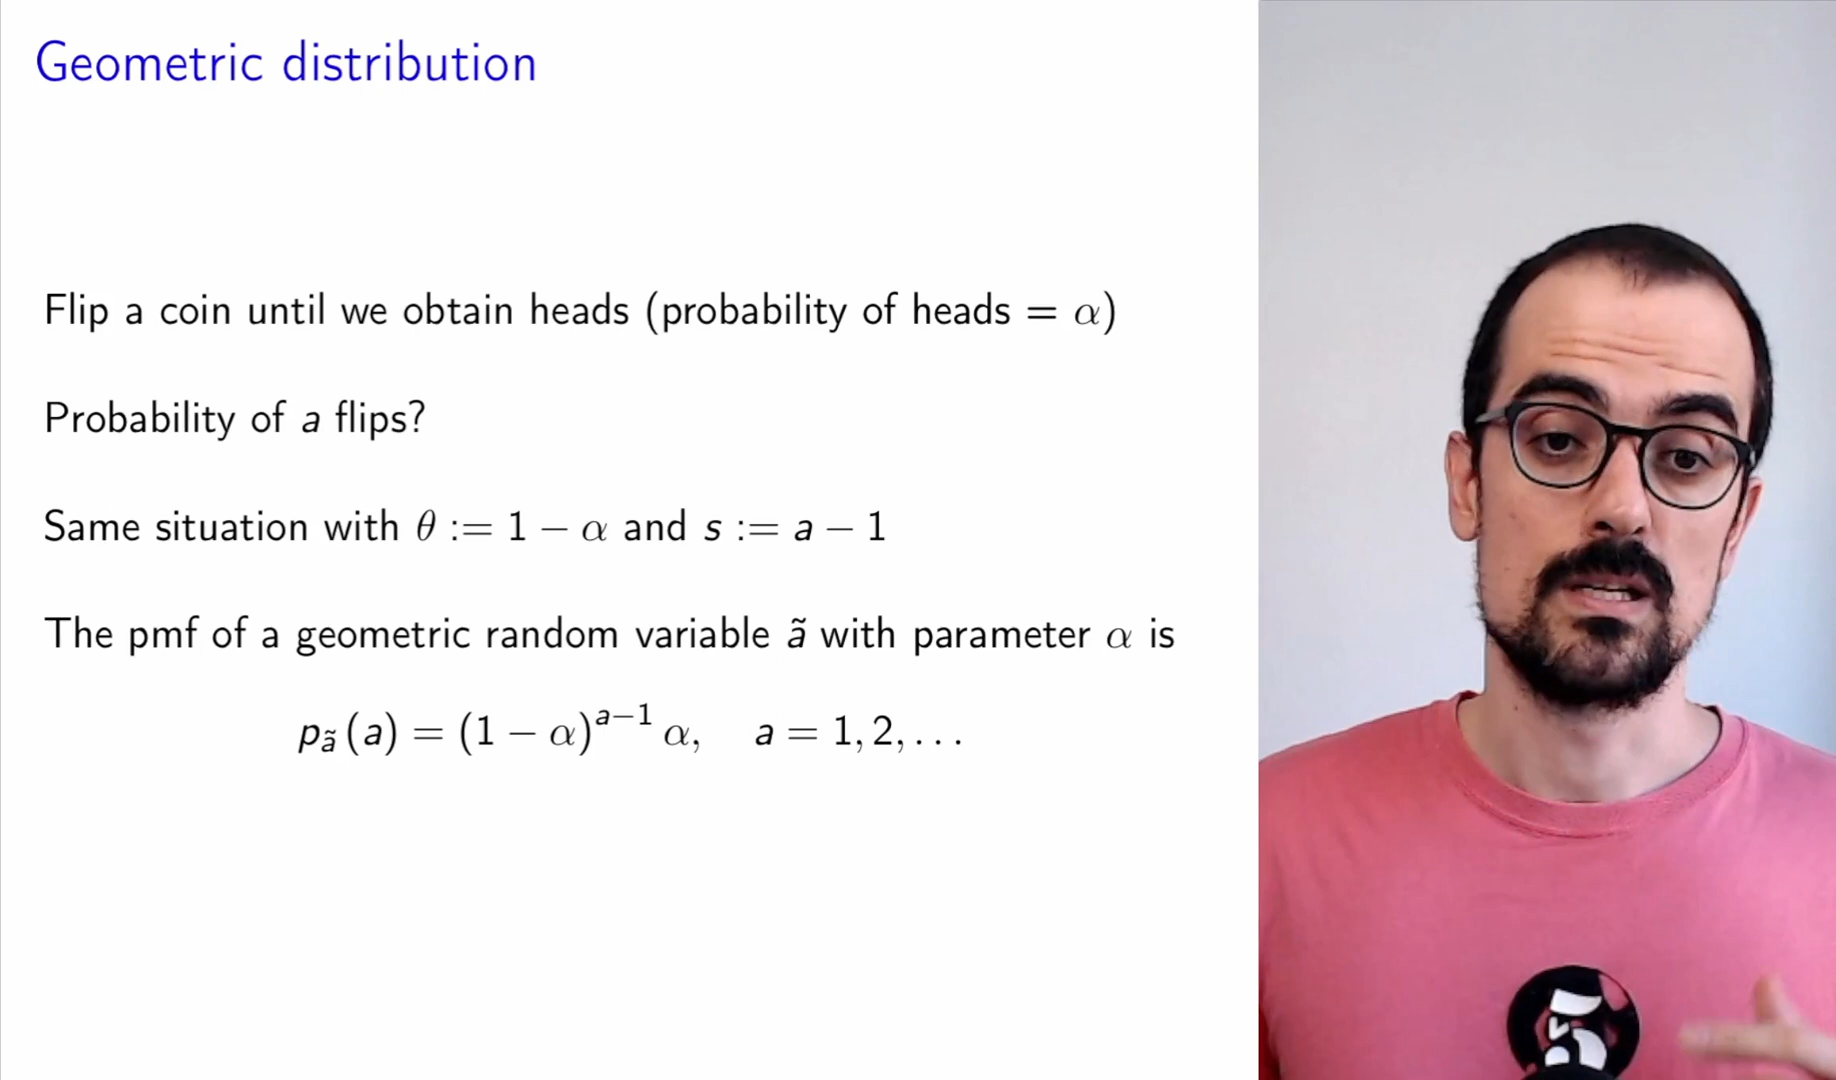 Geometric distribution
Flip a coin until we obtain heads (probability of heads = α)
Probability of a flips?
Same situation with θ := 1 − α and s := a − 1
The pmf of a geometric random variable ã with parameter α is
p_ã (a) = (1 − α)^{a−1} α, a = 1, 2, . . .